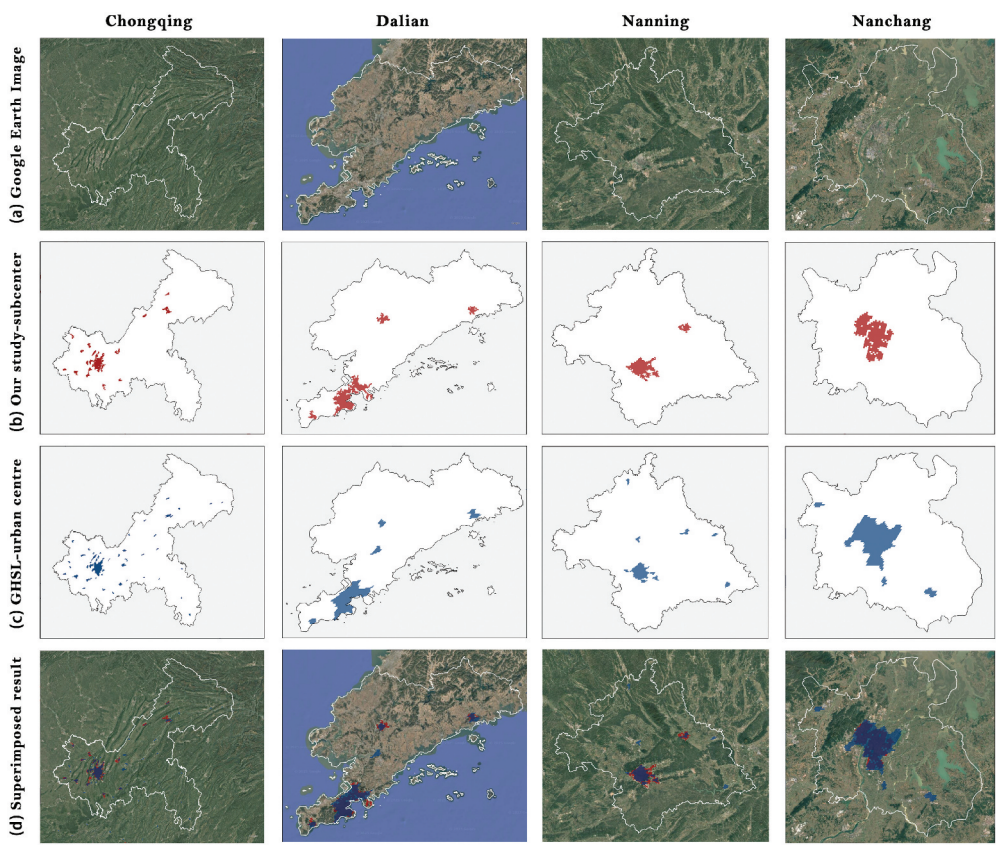 Chongqing
Dalian
Nanning
Nanchang
(a) Google Earth Image
(b) Our study-subcenter
(c) GHSL-urban centre
(d) Superimposed result